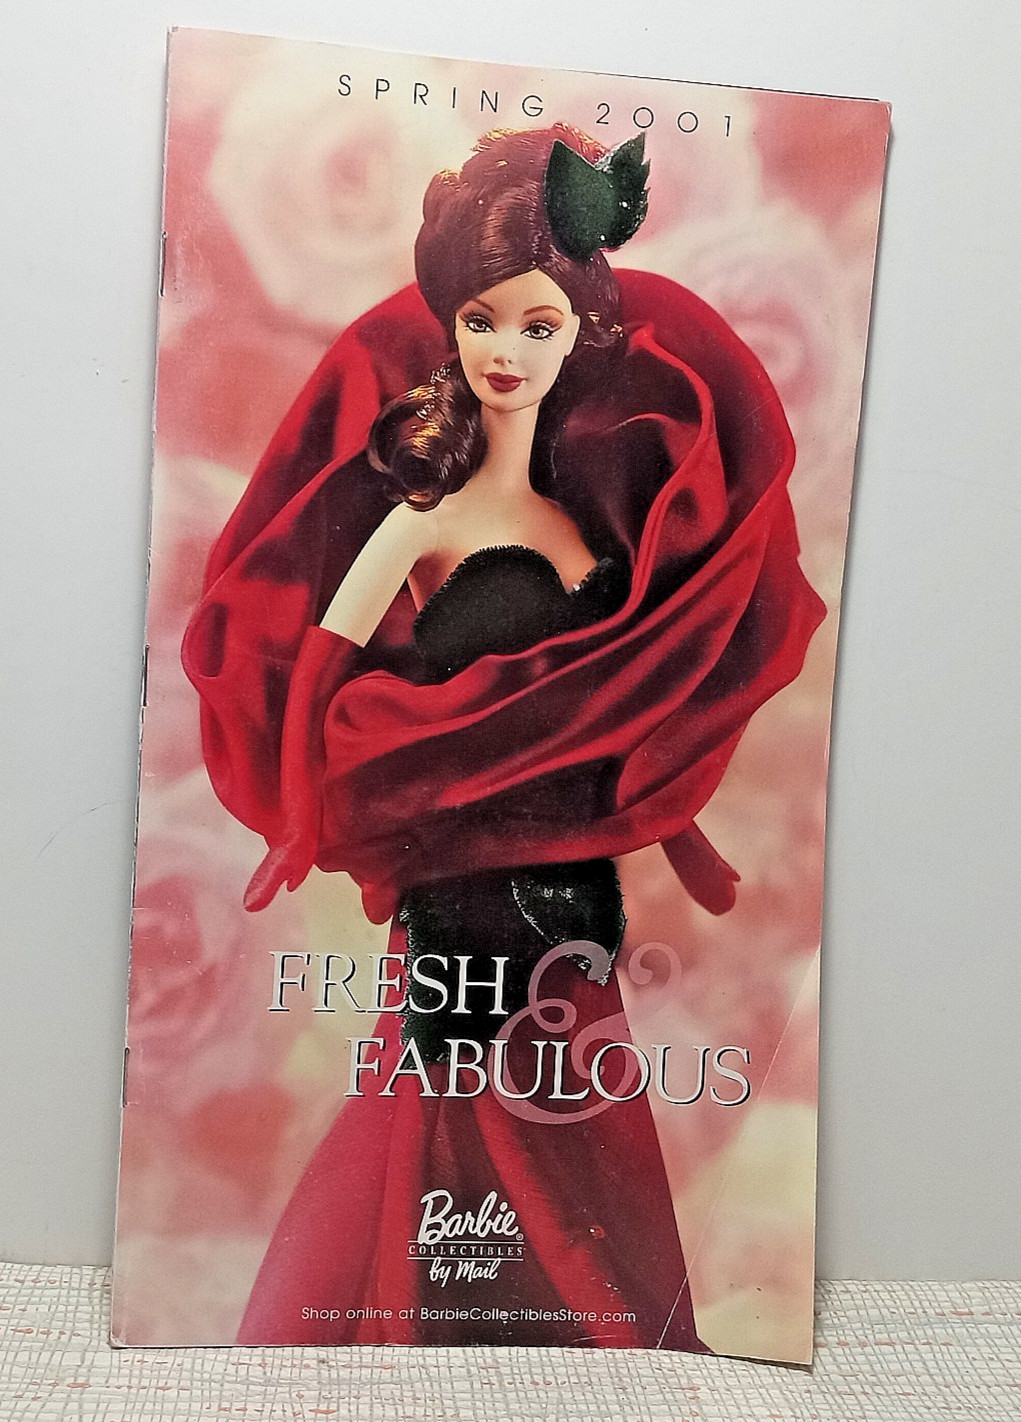 SPRING 2001
FRESH &
FABULOUS
Barbie®
COLLECTIBLES
by Mail
Shop online at BarbieCollectiblesStore.com